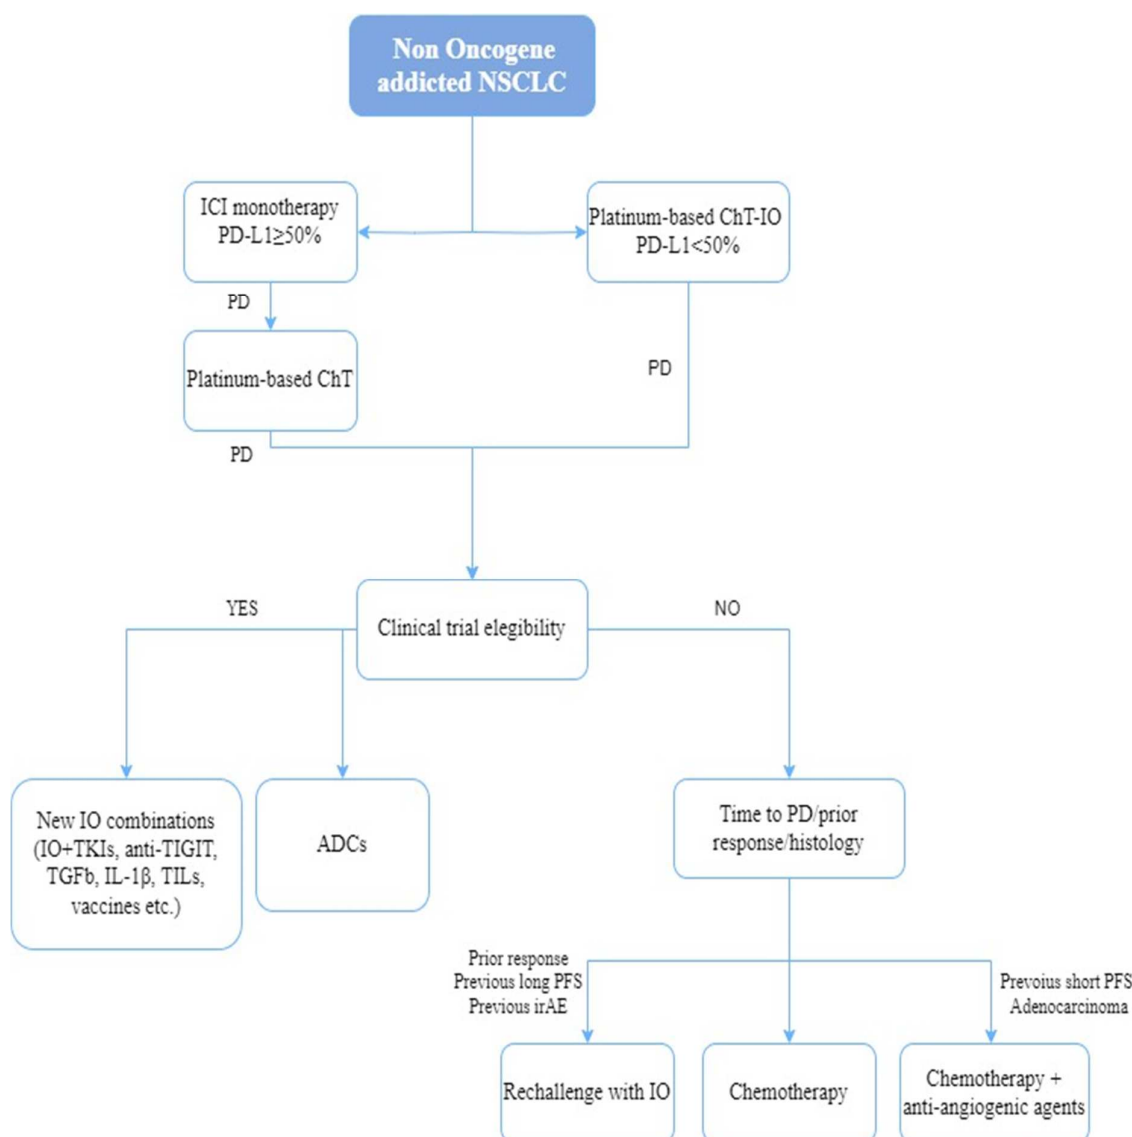 Non Oncogene
addicted NSCLC
ICI monotherapy
PD-L1≥50%
Platinum-based ChT-IO
PD-L1<50%
PD
Platinum-based ChT
PD
PD
Clinical trial elegibility
YES
NO
New IO combinations
(IO+TKIs, anti-TIGIT,
TGFb, IL-1β, TILs,
vaccines etc.)
ADCs
Time to PD/prior
response/histology
Prior response
Previous long PFS
Previous irAE
Prevoius short PFS
Adenocarcinoma
Rechallenge with IO
Chemotherapy
Chemotherapy +
anti-angiogenic agents